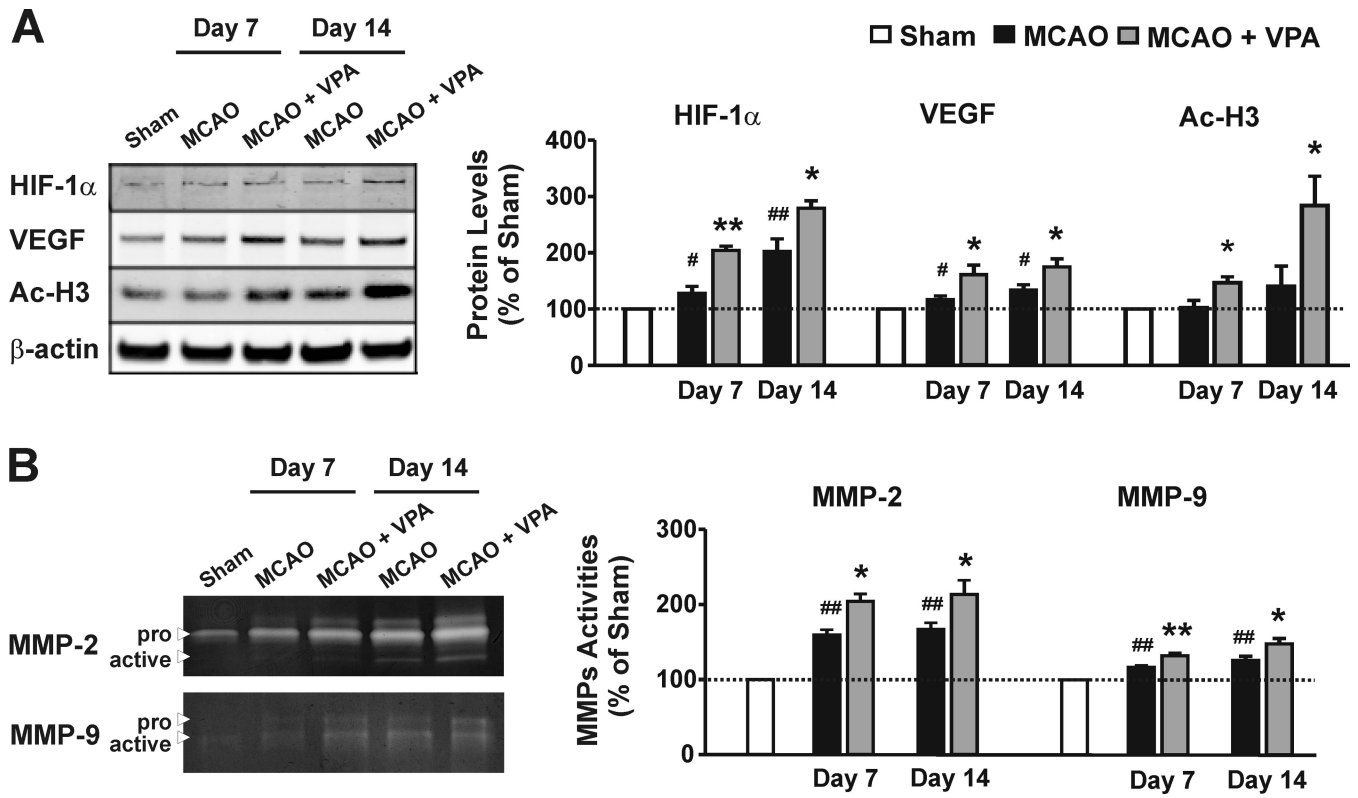 A
Day 7 Day 14
Sham MCAO MCAO + VPA MCAO MCAO + VPA
HIF-1α
VEGF
Ac-H3
β-actin
Sham MCAO MCAO + VPA
HIF-1α VEGF Ac-H3
Protein Levels
(% of Sham)
400
300
200
100
0
# ** ## *
# * # *
* *
Day 7 Day 14 Day 7 Day 14 Day 7 Day 14
B
Day 7 Day 14
Sham MCAO MCAO + VPA MCAO MCAO + VPA
MMP-2
pro
active
MMP-9
pro
active
MMP-2 MMP-9
MMPs Activities
(% of Sham)
300
200
100
0
## * ## *
## ** ## *
Day 7 Day 14 Day 7 Day 14